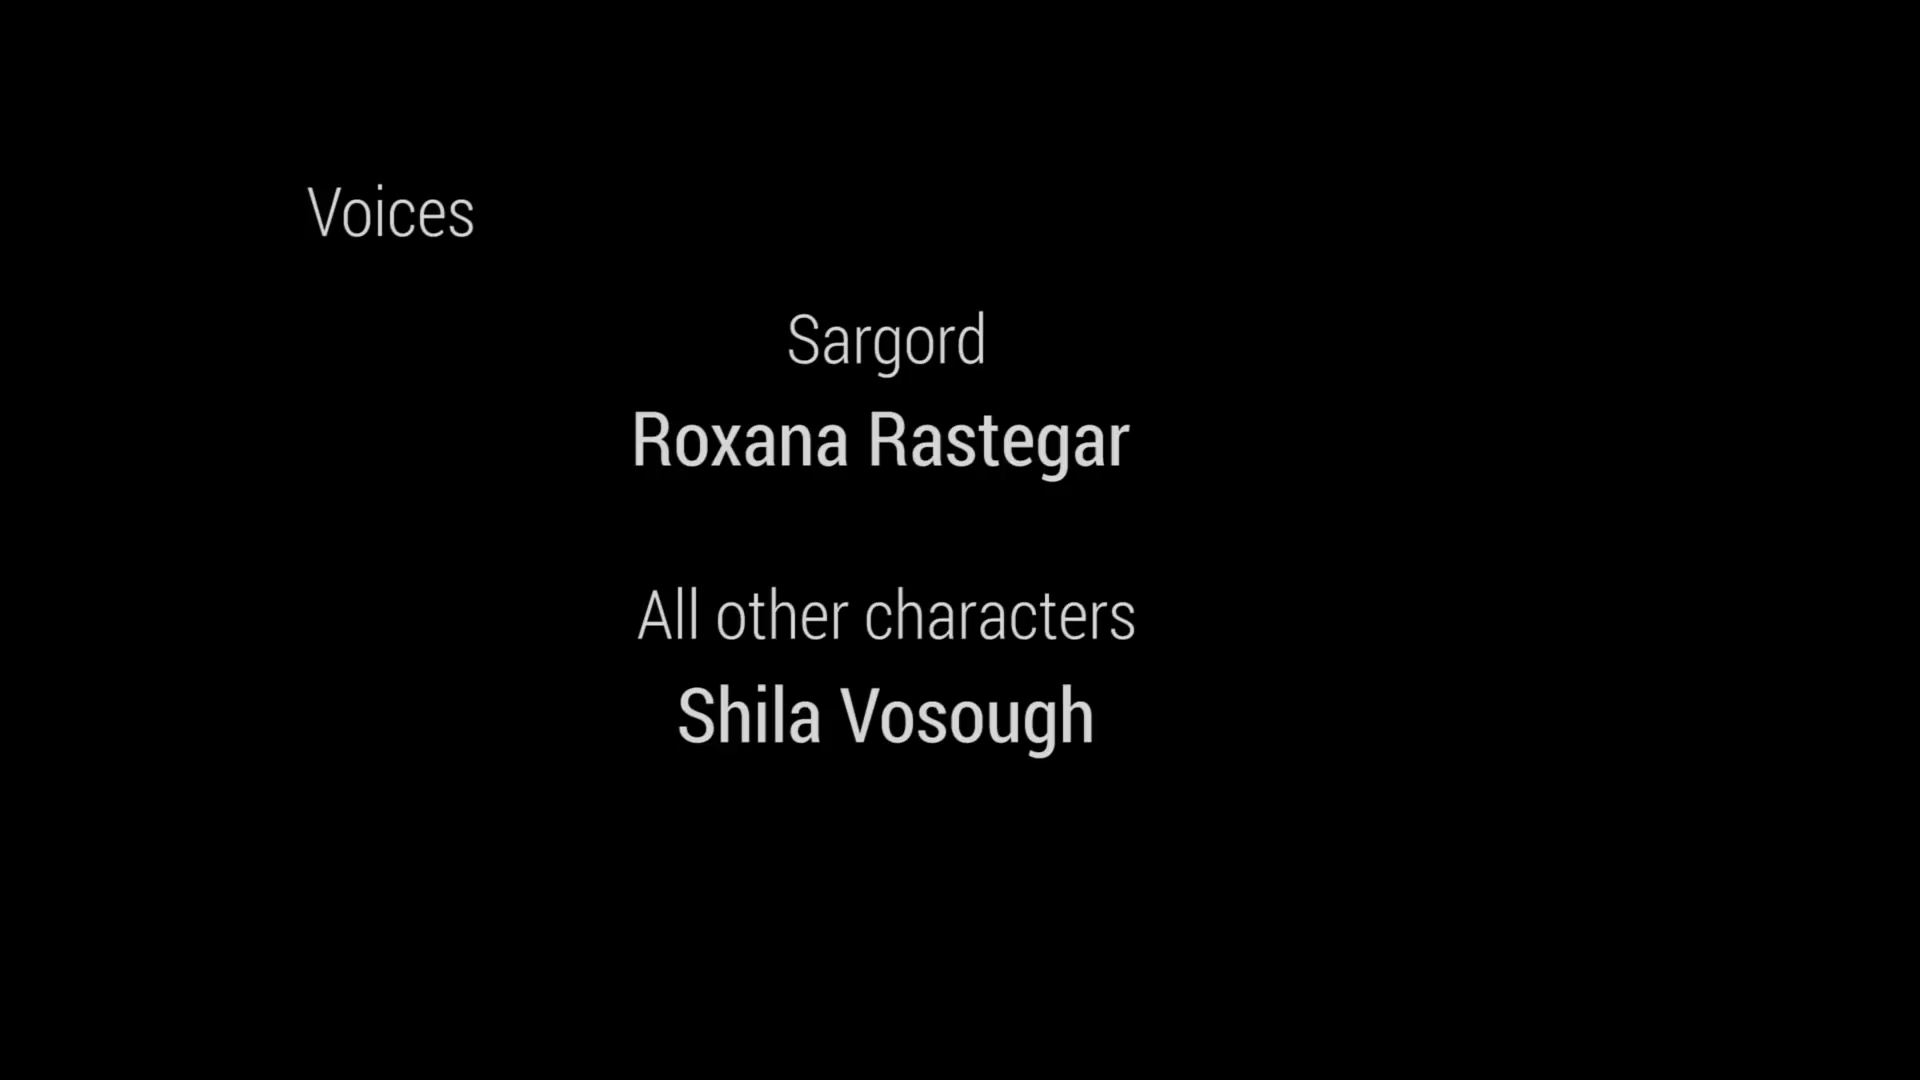 Voices
Sargord
Roxana Rastegar
All other characters
Shila Vosough